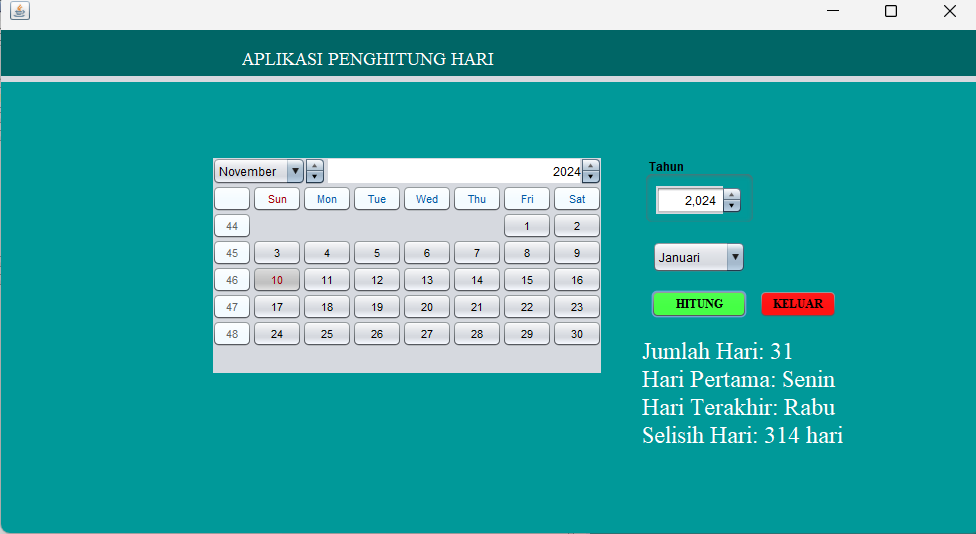 APLIKASI PENGHITUNG HARI
November 2024
Sun Mon Tue Wed Thu Fri Sat
44 1 2
45 3 4 5 6 7 8 9
46 10 11 12 13 14 15 16
47 17 18 19 20 21 22 23
48 24 25 26 27 28 29 30
Tahun
2,024
Januari
HITUNG KELUAR
Jumlah Hari: 31
Hari Pertama: Senin
Hari Terakhir: Rabu
Selisih Hari: 314 hari